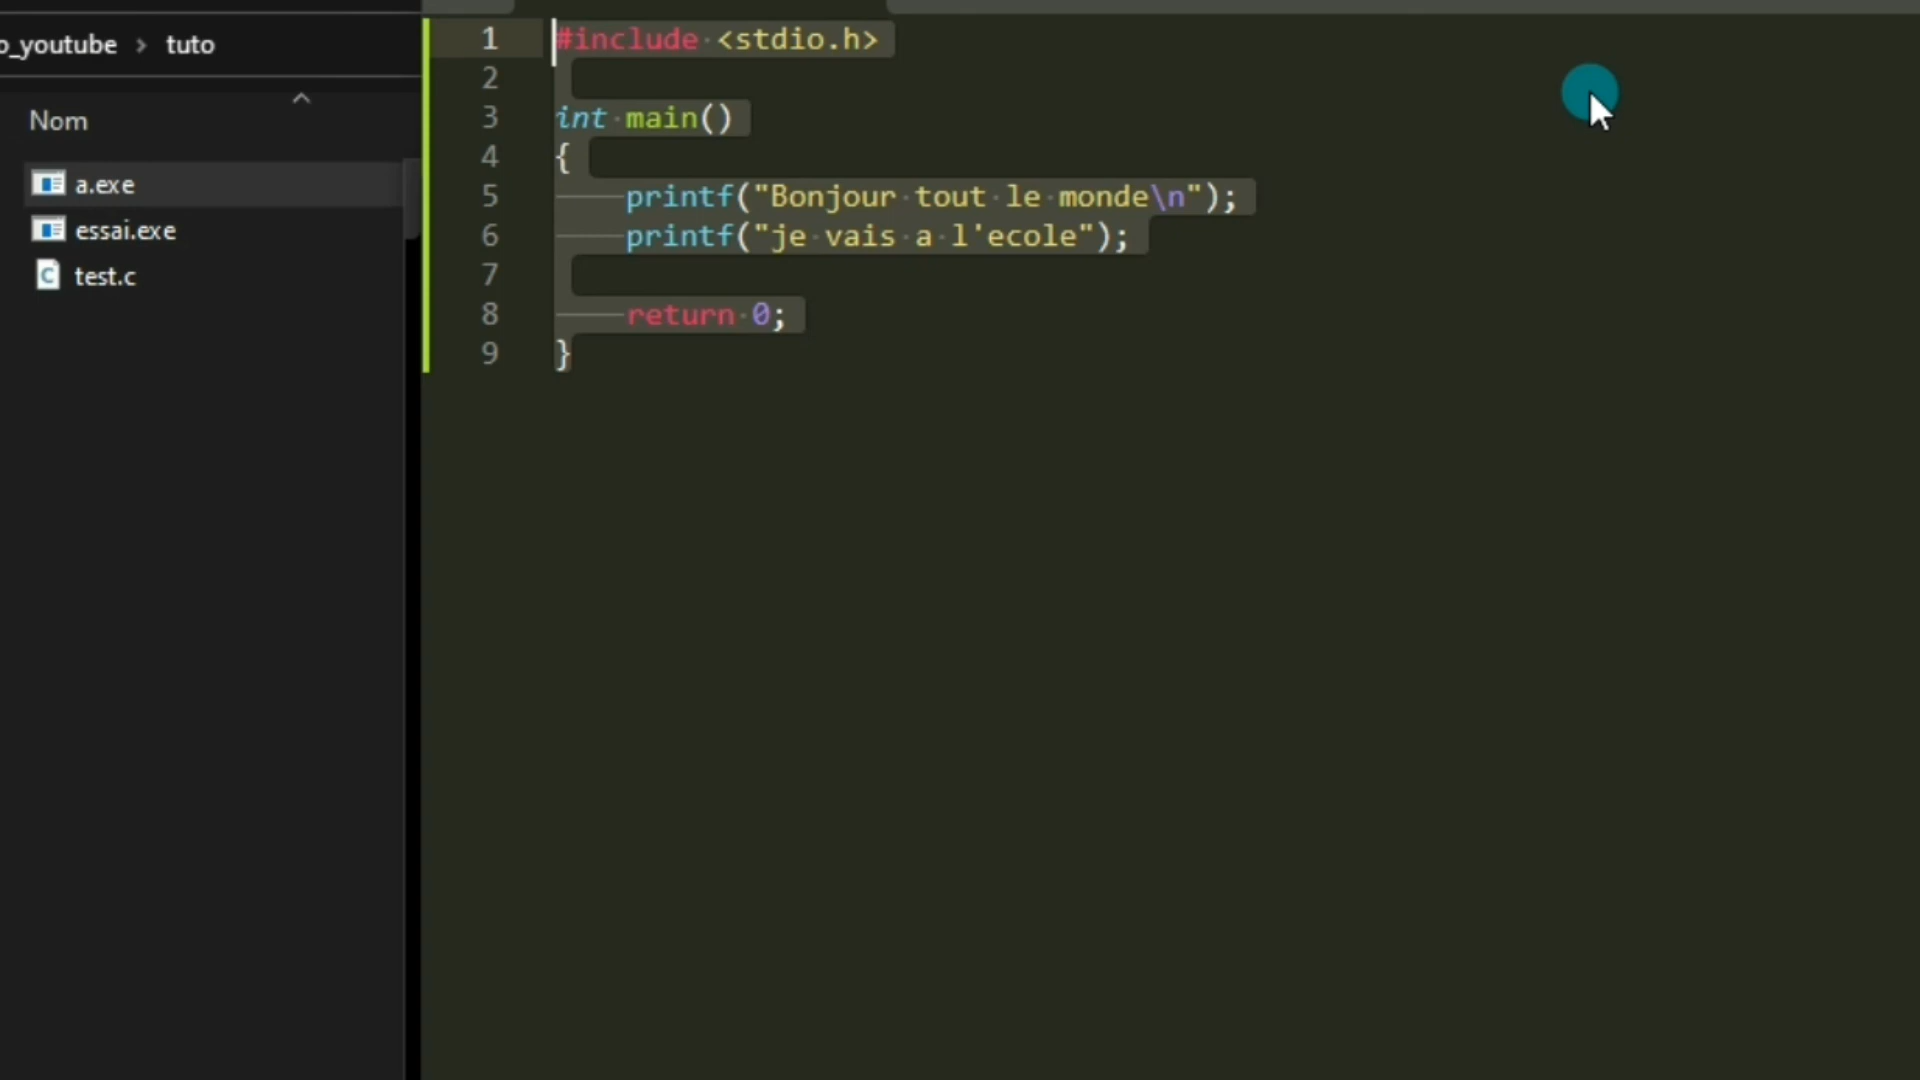 o_youtube > tuto
Nom
a.exe
essai.exe
test.c
1 #include <stdio.h>
2
3 int main()
4 {
5 printf("Bonjour tout le monde\n");
6 printf("je vais a l'ecole");
7
8 return 0;
9 }